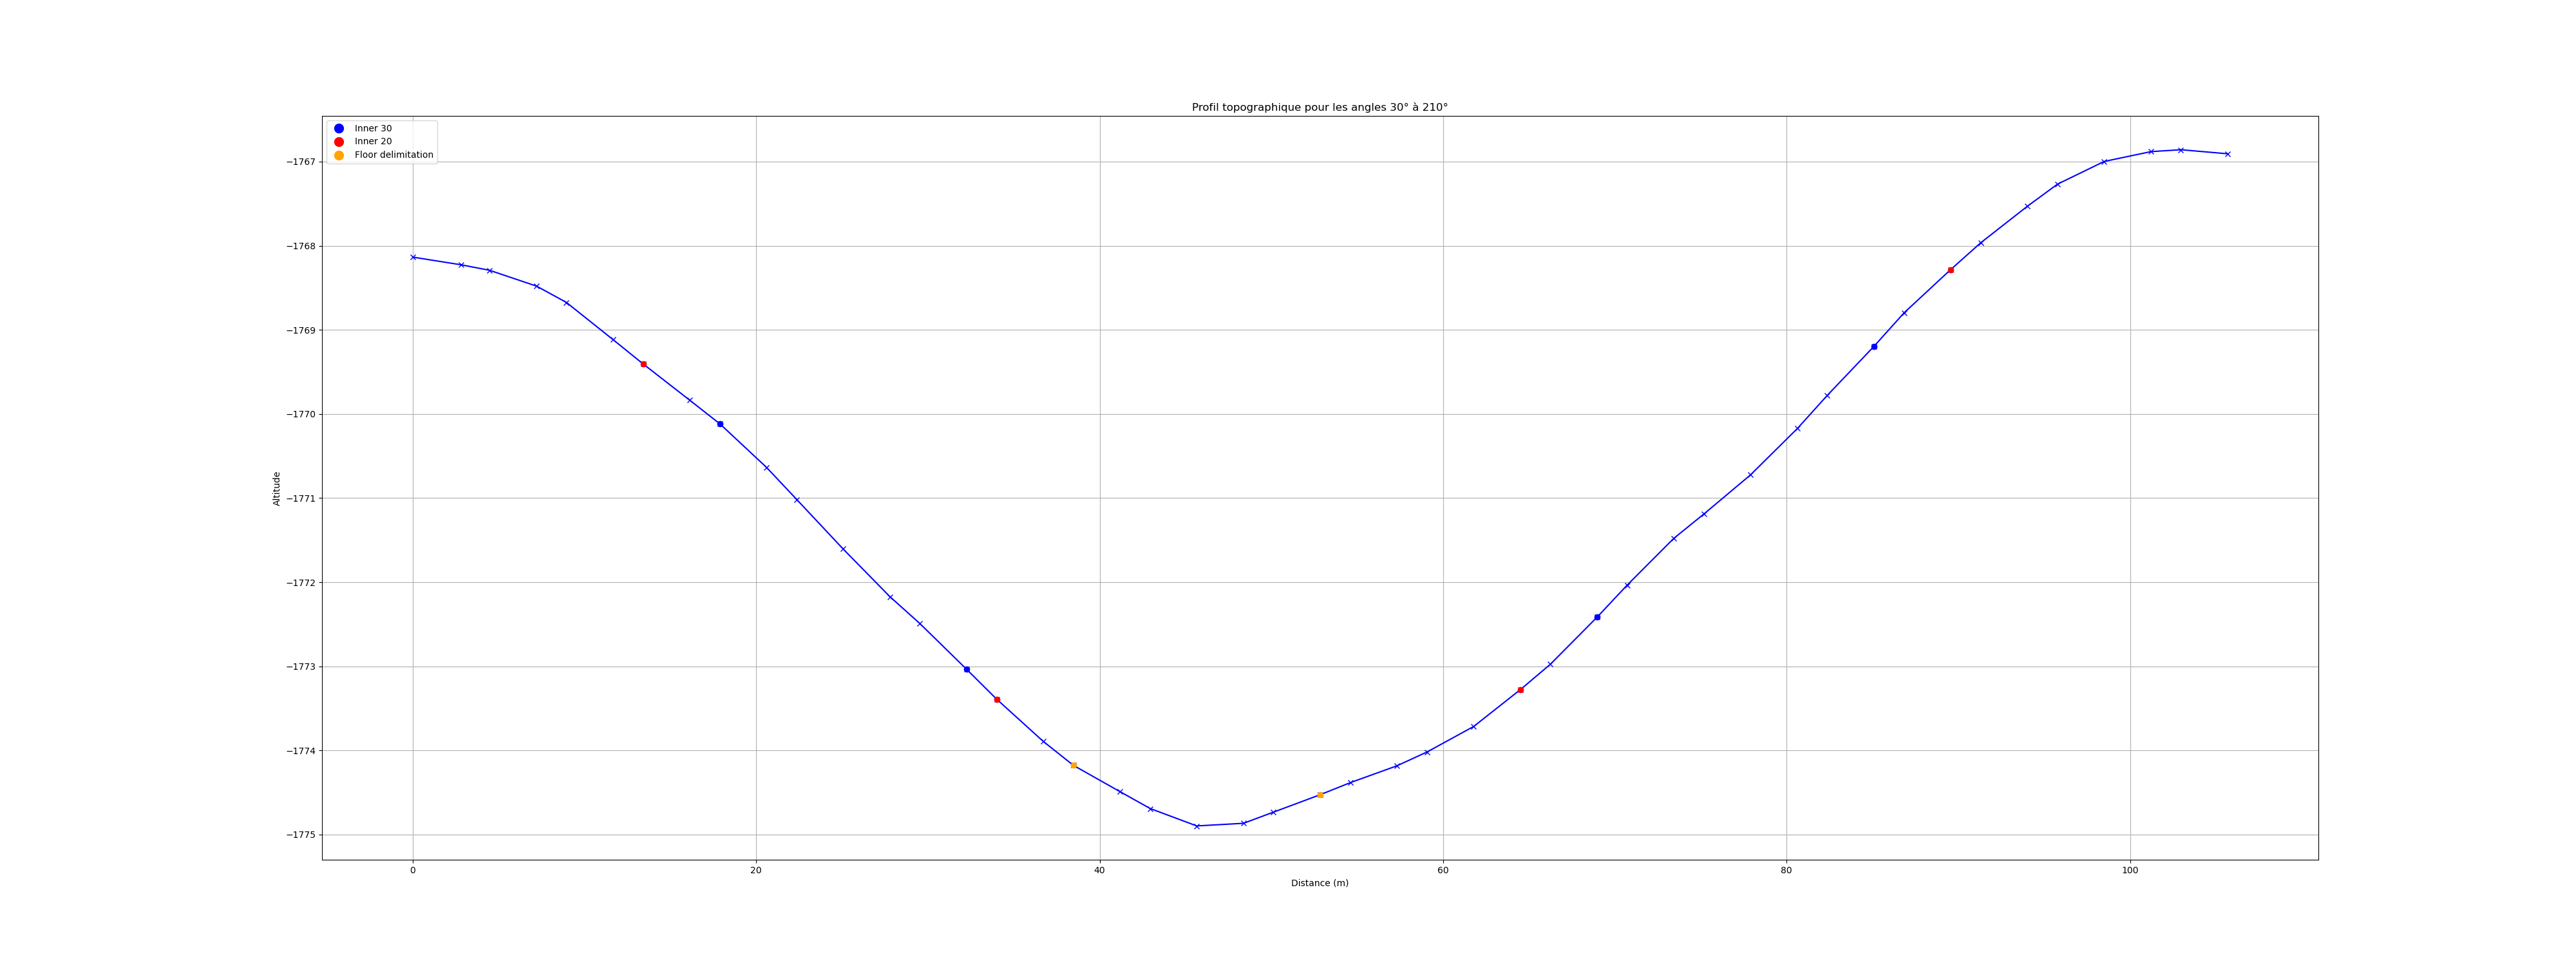 Profil topographique pour les angles 30° à 210°
Inner 30
Inner 20
Floor delimitation
−1767
−1768
−1769
−1770
−1771
−1772
−1773
−1774
−1775
Altitude
0 20 40 60 80 100
Distance (m)